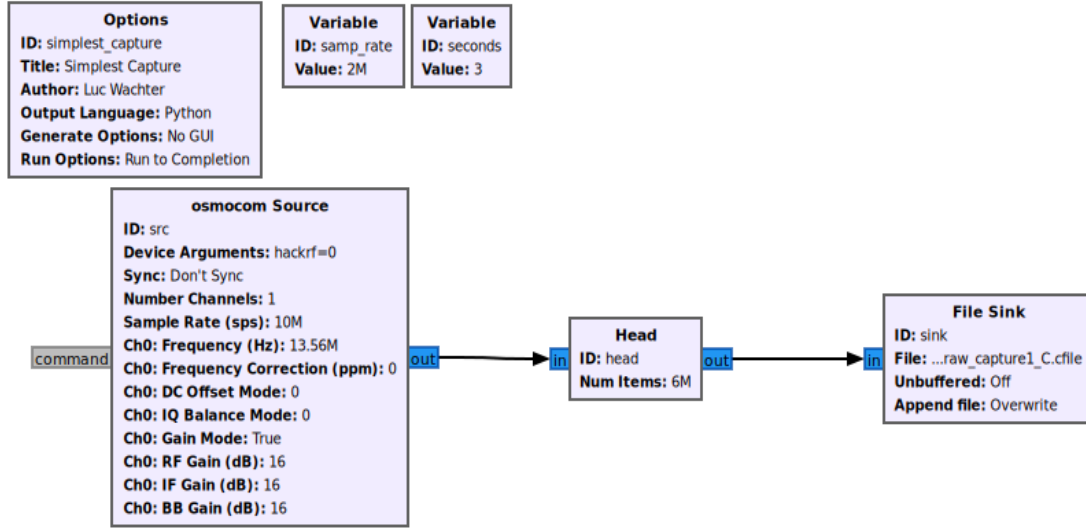 Options
ID: simplest_capture
Title: Simplest Capture
Author: Luc Wachter
Output Language: Python
Generate Options: No GUI
Run Options: Run to Completion
Variable
ID: samp_rate
Value: 2M
Variable
ID: seconds
Value: 3
osmocom Source
ID: src
Device Arguments: hackrf=0
Sync: Don't Sync
Number Channels: 1
Sample Rate (sps): 10M
Ch0: Frequency (Hz): 13.56M
Ch0: Frequency Correction (ppm): 0
Ch0: DC Offset Mode: 0
Ch0: IQ Balance Mode: 0
Ch0: Gain Mode: True
Ch0: RF Gain (dB): 16
Ch0: IF Gain (dB): 16
Ch0: BB Gain (dB): 16
command
out
in
Head
ID: head
Num Items: 6M
out
in
File Sink
ID: sink
File: ...raw_capture1_C.cfile
Unbuffered: Off
Append file: Overwrite